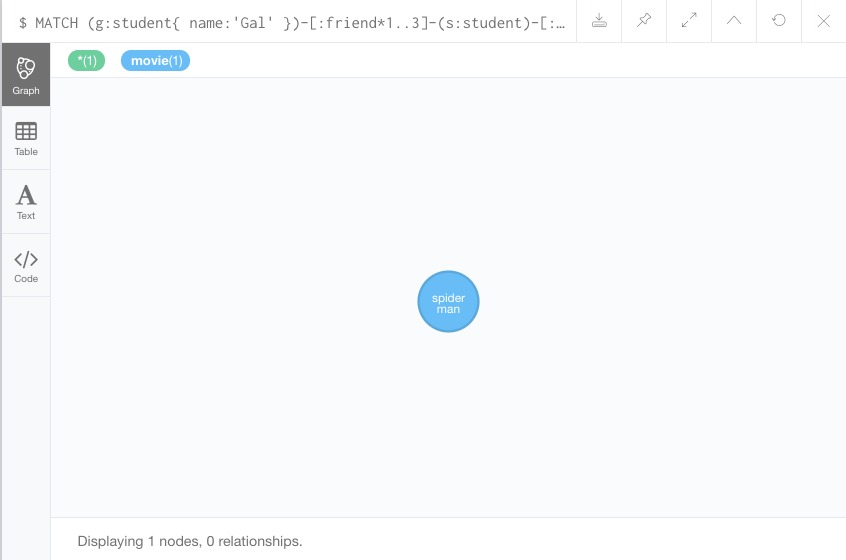 $ MATCH (g:student{ name:'Gal' })-[:friend*1..3]-(s:student)-[:…
*(1) movie(1)
Graph
Table
Text
Code
spider
man
Displaying 1 nodes, 0 relationships.